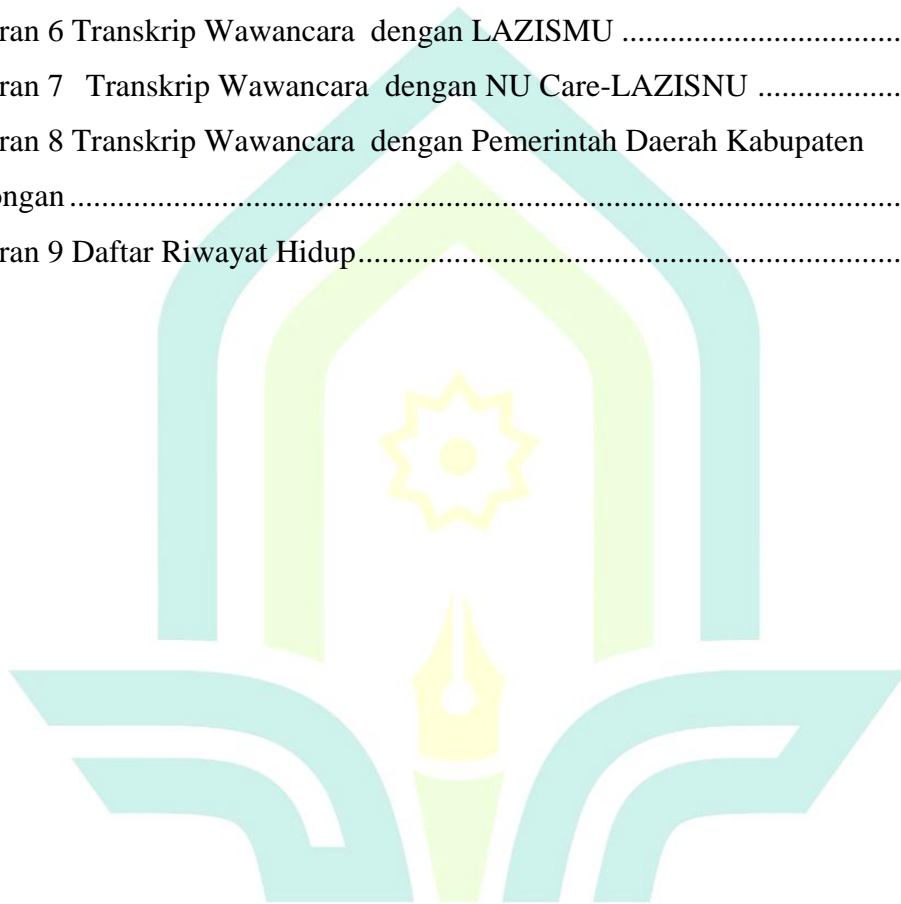 ran 6 Transkrip Wawancara  dengan LAZISMU ...................................
ran 7   Transkrip Wawancara  dengan NU Care-LAZISNU ..................
ran 8 Transkrip Wawancara  dengan Pemerintah Daerah Kabupaten
ongan ........................................................................................................
ran 9 Daftar Riwayat Hidup....................................................................